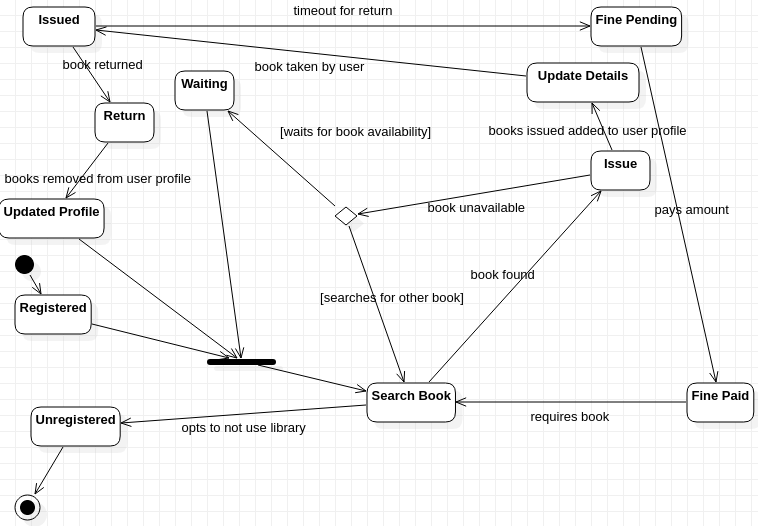 timeout for return
Issued
Fine Pending
book returned
book taken by user
Update Details
Waiting
Return
[waits for book availability]
books issued added to user profile
Issue
books removed from user profile
book unavailable
pays amount
Updated Profile
book found
Registered
[searches for other book]
Search Book
Fine Paid
Unregistered
opts to not use library
requires book